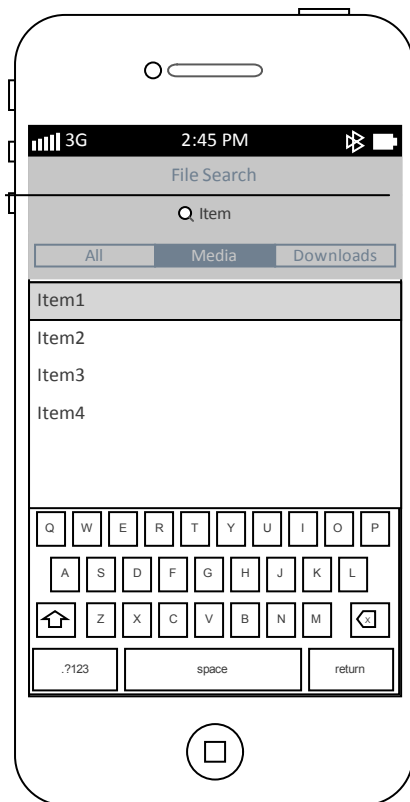 3G 2:45 PM
File Search
Item
All Media Downloads
Item1
Item2
Item3
Item4
Q W E R T Y U I O P
A S D F G H J K L
Z X C V B N M x
.?123 space return